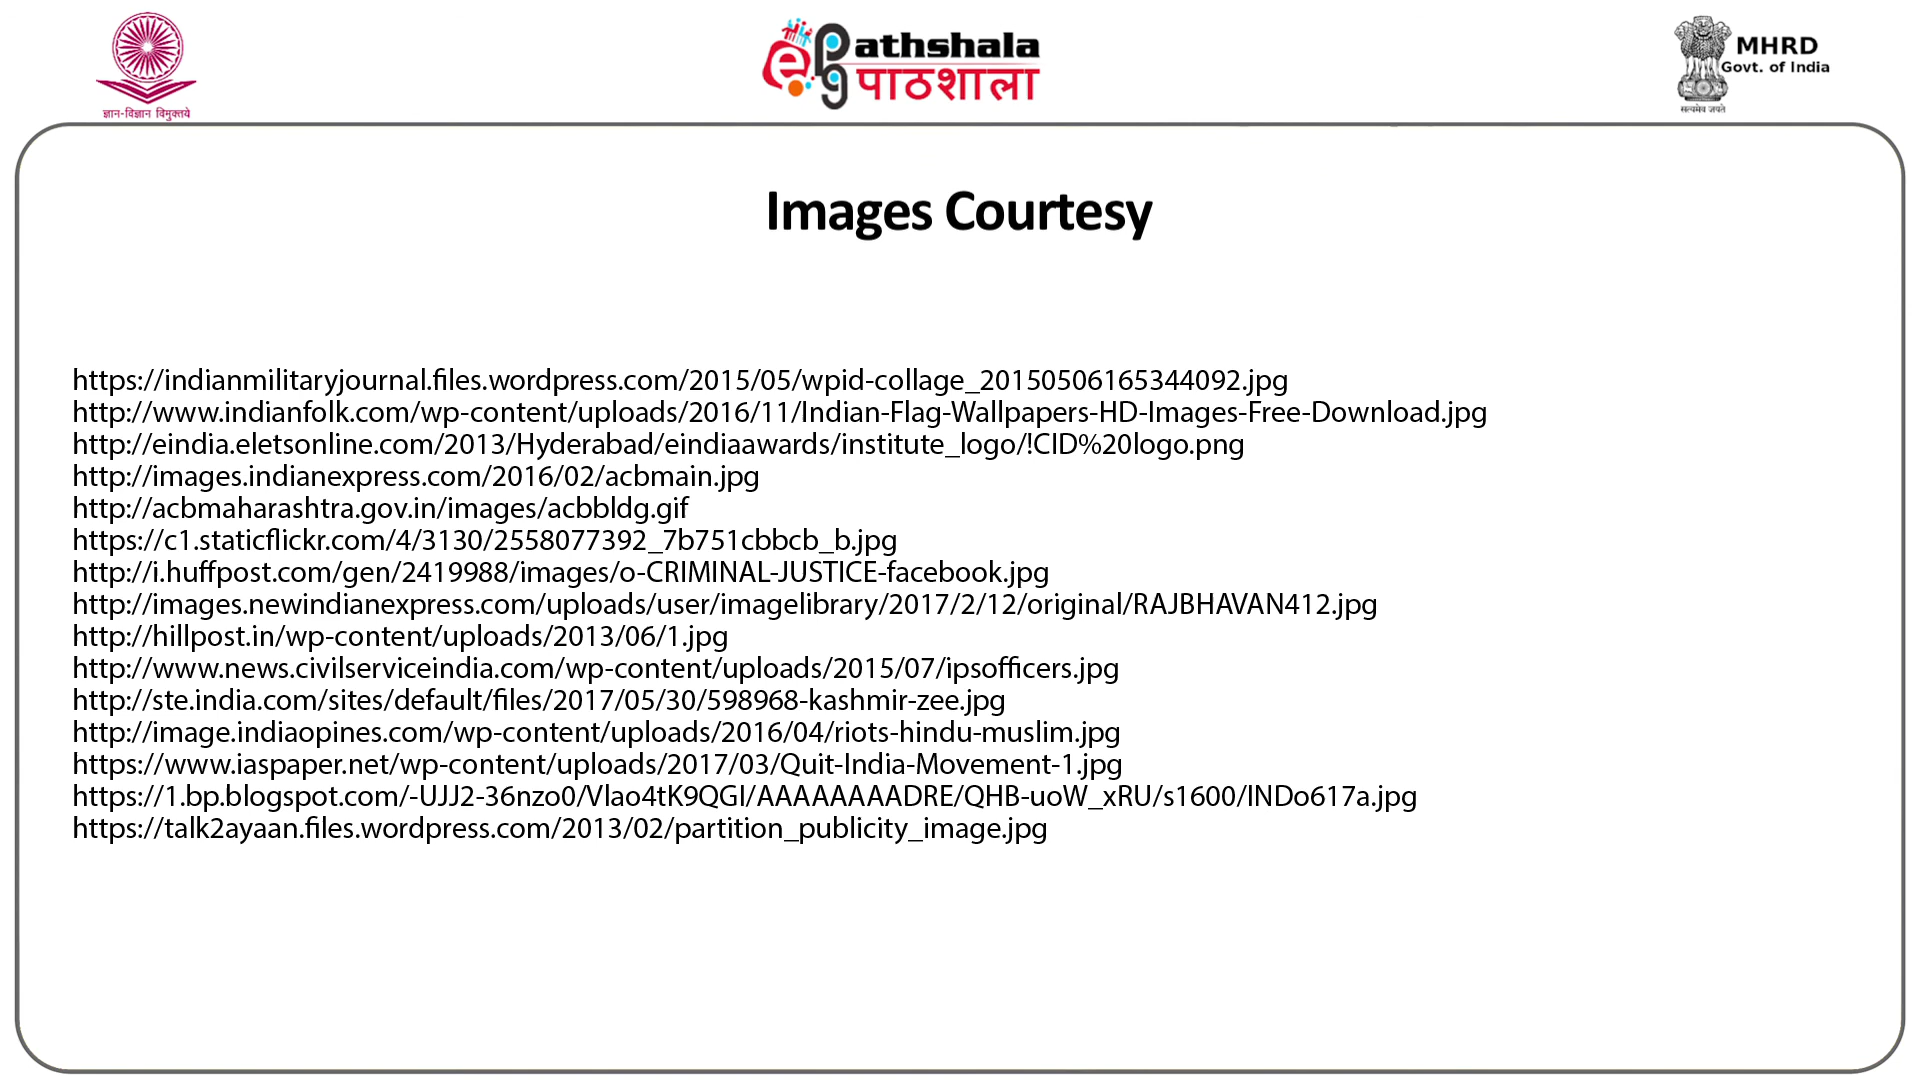 ज्ञान-विज्ञान विमुक्तये
e PG Pathshala
पाठशाला
MHRD
Govt. of India
सत्यमेव जयते
Images Courtesy
https://indianmilitaryjournal.files.wordpress.com/2015/05/wpid-collage_20150506165344092.jpg
http://www.indianfolk.com/wp-content/uploads/2016/11/Indian-Flag-Wallpapers-HD-Images-Free-Download.jpg
http://eindia.eletsonline.com/2013/Hyderabad/eindiaawards/institute_logo/!CID%20logo.png
http://images.indianexpress.com/2016/02/acbmain.jpg
http://acbmaharashtra.gov.in/images/acbbldg.gif
https://c1.staticflickr.com/4/3130/2558077392_7b751cbbcb_b.jpg
http://i.huffpost.com/gen/2419988/images/o-CRIMINAL-JUSTICE-facebook.jpg
http://images.newindianexpress.com/uploads/user/imagelibrary/2017/2/12/original/RAJBHAVAN412.jpg
http://hillpost.in/wp-content/uploads/2013/06/1.jpg
http://www.news.civilserviceindia.com/wp-content/uploads/2015/07/ipsofficers.jpg
http://ste.india.com/sites/default/files/2017/05/30/598968-kashmir-zee.jpg
http://image.indiaopines.com/wp-content/uploads/2016/04/riots-hindu-muslim.jpg
https://www.iaspaper.net/wp-content/uploads/2017/03/Quit-India-Movement-1.jpg
https://1.bp.blogspot.com/-UJJ2-36nzo0/Vlao4tK9QGI/AAAAAAAADRE/QHB-uoW_xRU/s1600/INDo617a.jpg
https://talk2ayaan.files.wordpress.com/2013/02/partition_publicity_image.jpg